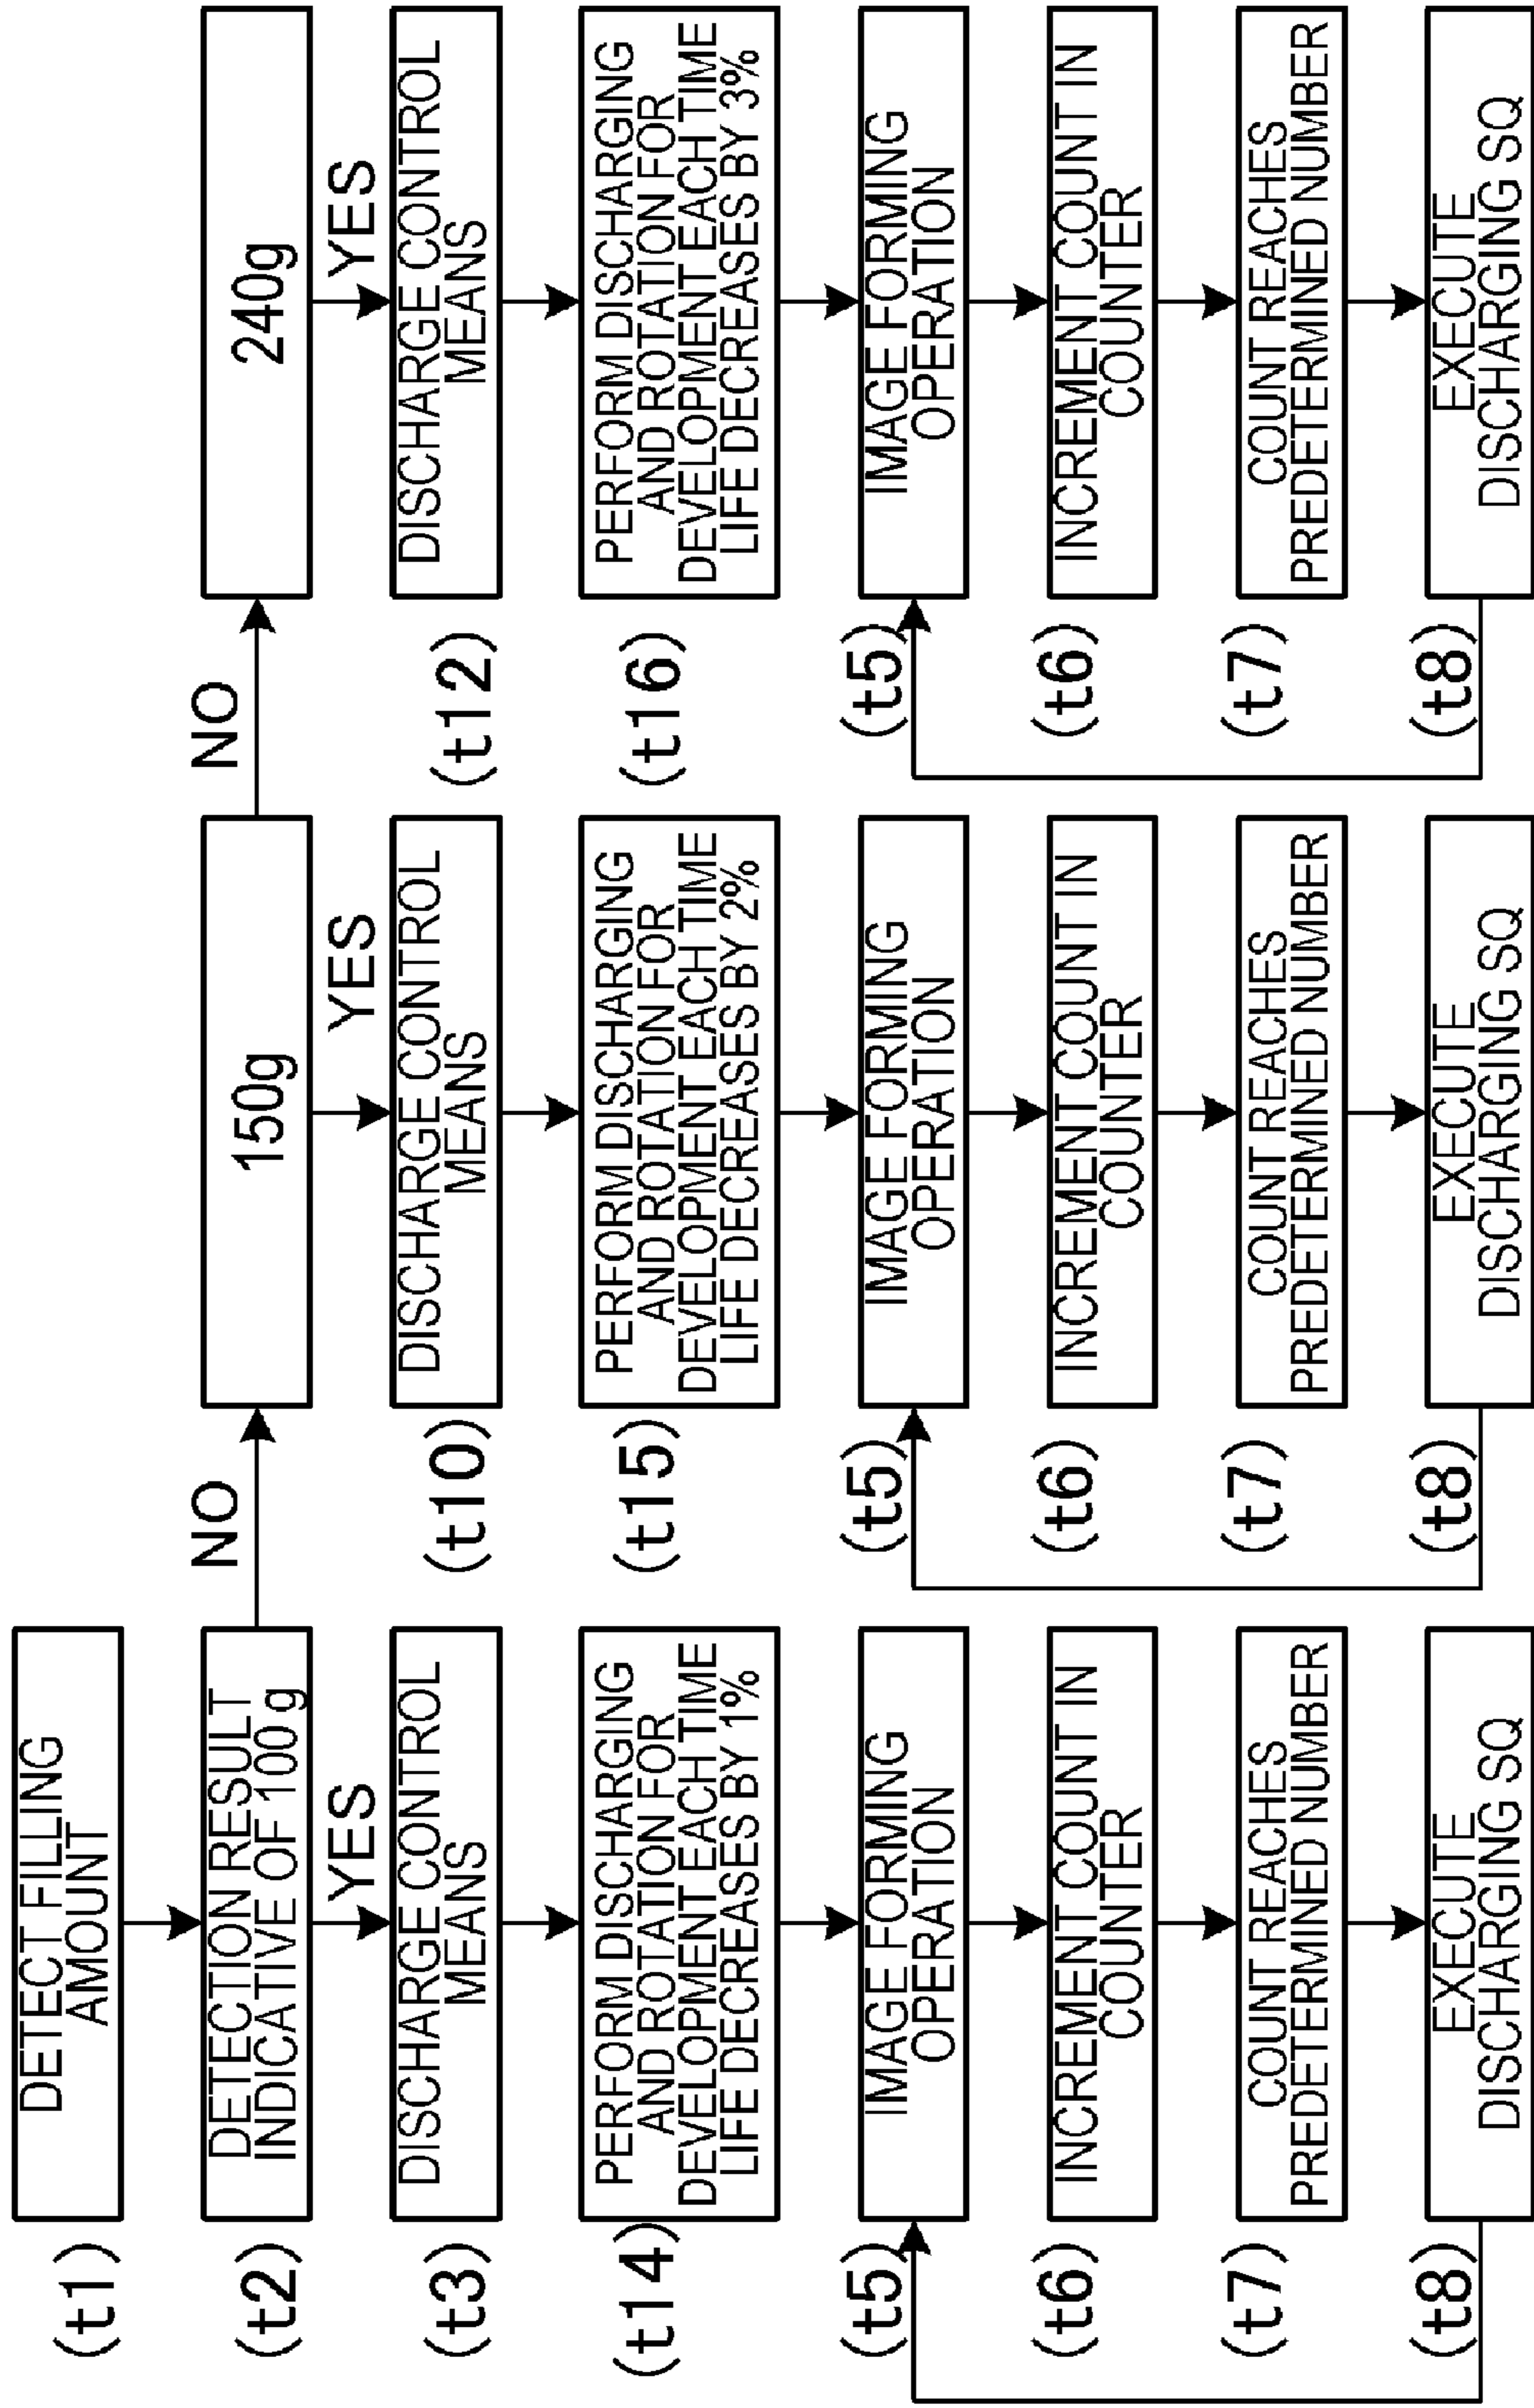 (t1)
DETECT FILLING
AMOUNT
(t2)
DETECTION RESULT
INDICATIVE OF 100 g
NO
150g
NO
240g
YES
YES
YES
(t3)
DISCHARGE CONTROL
MEANS
(t10)
DISCHARGE CONTROL
MEANS
(t12)
DISCHARGE CONTROL
MEANS
(t14)
PERFORM DISCHARGING
AND ROTATION FOR
DEVELOPMENT EACH TIME
LIFE DECREASES BY 1%
(t15)
PERFORM DISCHARGING
AND ROTATION FOR
DEVELOPMENT EACH TIME
LIFE DECREASES BY 2%
(t16)
PERFORM DISCHARGING
AND ROTATION FOR
DEVELOPMENT EACH TIME
LIFE DECREASES BY 3%
(t5)
IMAGE FORMING
OPERATION
(t5)
IMAGE FORMING
OPERATION
(t5)
IMAGE FORMING
OPERATION
(t6)
INCREMENT COUNT IN
COUNTER
(t6)
INCREMENT COUNT IN
COUNTER
(t6)
INCREMENT COUNT IN
COUNTER
(t7)
COUNT REACHES
PREDETERMINED NUMBER
(t7)
COUNT REACHES
PREDETERMINED NUMBER
(t7)
COUNT REACHES
PREDETERMINED NUMBER
(t8)
EXECUTE
DISCHARGING SQ
(t8)
EXECUTE
DISCHARGING SQ
(t8)
EXECUTE
DISCHARGING SQ